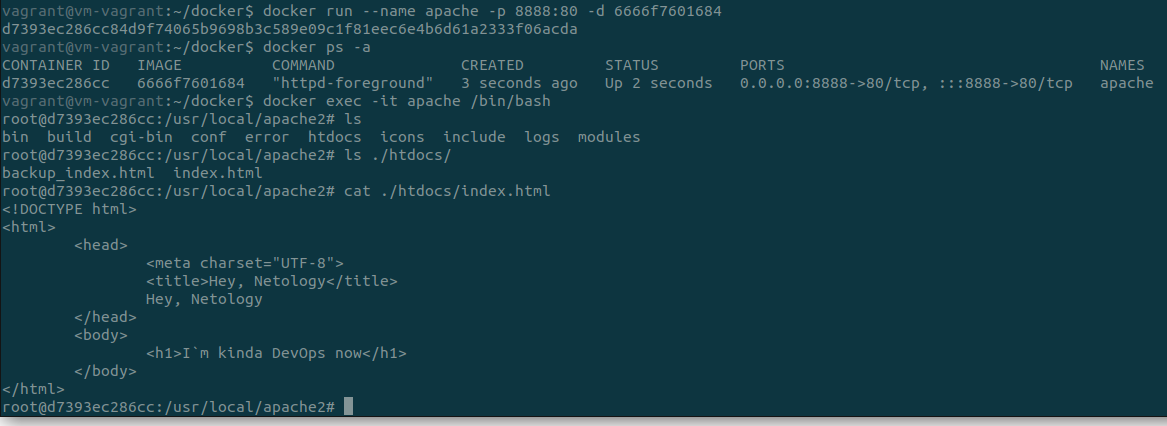 vagrant@vm-vagrant:~/docker$ docker run --name apache -p 8888:80 -d 6666f7601684
d7393ec286cc84d9f74065b9698b3c589e09c1f81eec6e4b6d61a2333f06acda
vagrant@vm-vagrant:~/docker$ docker ps -a
CONTAINER ID   IMAGE          COMMAND              CREATED         STATUS         PORTS                                   NAMES
d7393ec286cc   6666f7601684   "httpd-foreground"   3 seconds ago   Up 2 seconds   0.0.0.0:8888->80/tcp, :::8888->80/tcp   apache
vagrant@vm-vagrant:~/docker$ docker exec -it apache /bin/bash
root@d7393ec286cc:/usr/local/apache2# ls
bin  build  cgi-bin  conf  error  htdocs  icons  include  logs  modules
root@d7393ec286cc:/usr/local/apache2# ls ./htdocs/
backup_index.html  index.html
root@d7393ec286cc:/usr/local/apache2# cat ./htdocs/index.html
<!DOCTYPE html>
<html>
        <head>
                <meta charset="UTF-8">
                <title>Hey, Netology</title>
                Hey, Netology
        </head>
        <body>
                <h1>I`m kinda DevOps now</h1>
        </body>
</html>
root@d7393ec286cc:/usr/local/apache2#